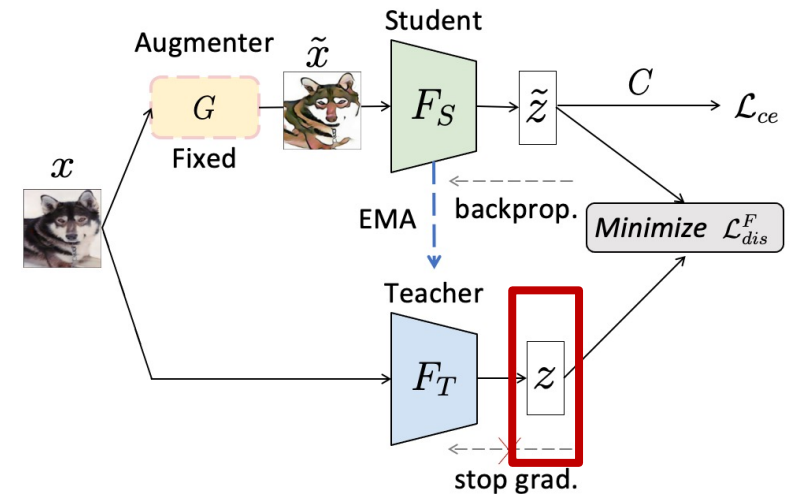 Student
Augmenter
x̃
G
F_S
z̃
C
ℒ_ce
Fixed
x
EMA
backprop.
Minimize ℒ^F_dis
Teacher
F_T
z
stop grad.